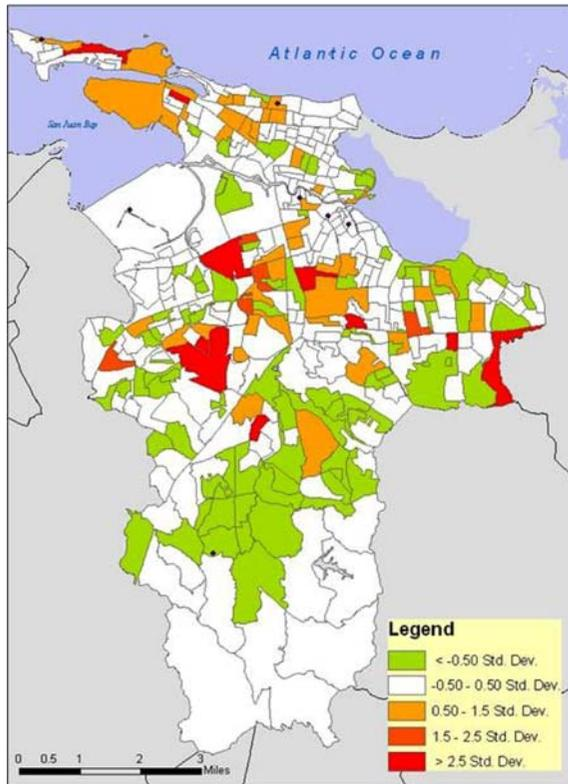 Atlantic Ocean
San Juan Bay
Legend
< -0.50 Std. Dev.
-0.50 - 0.50 Std. Dev.
0.50 - 1.5 Std. Dev.
1.5 - 2.5 Std. Dev.
> 2.5 Std. Dev.
0 0.5 1 2 3
Miles